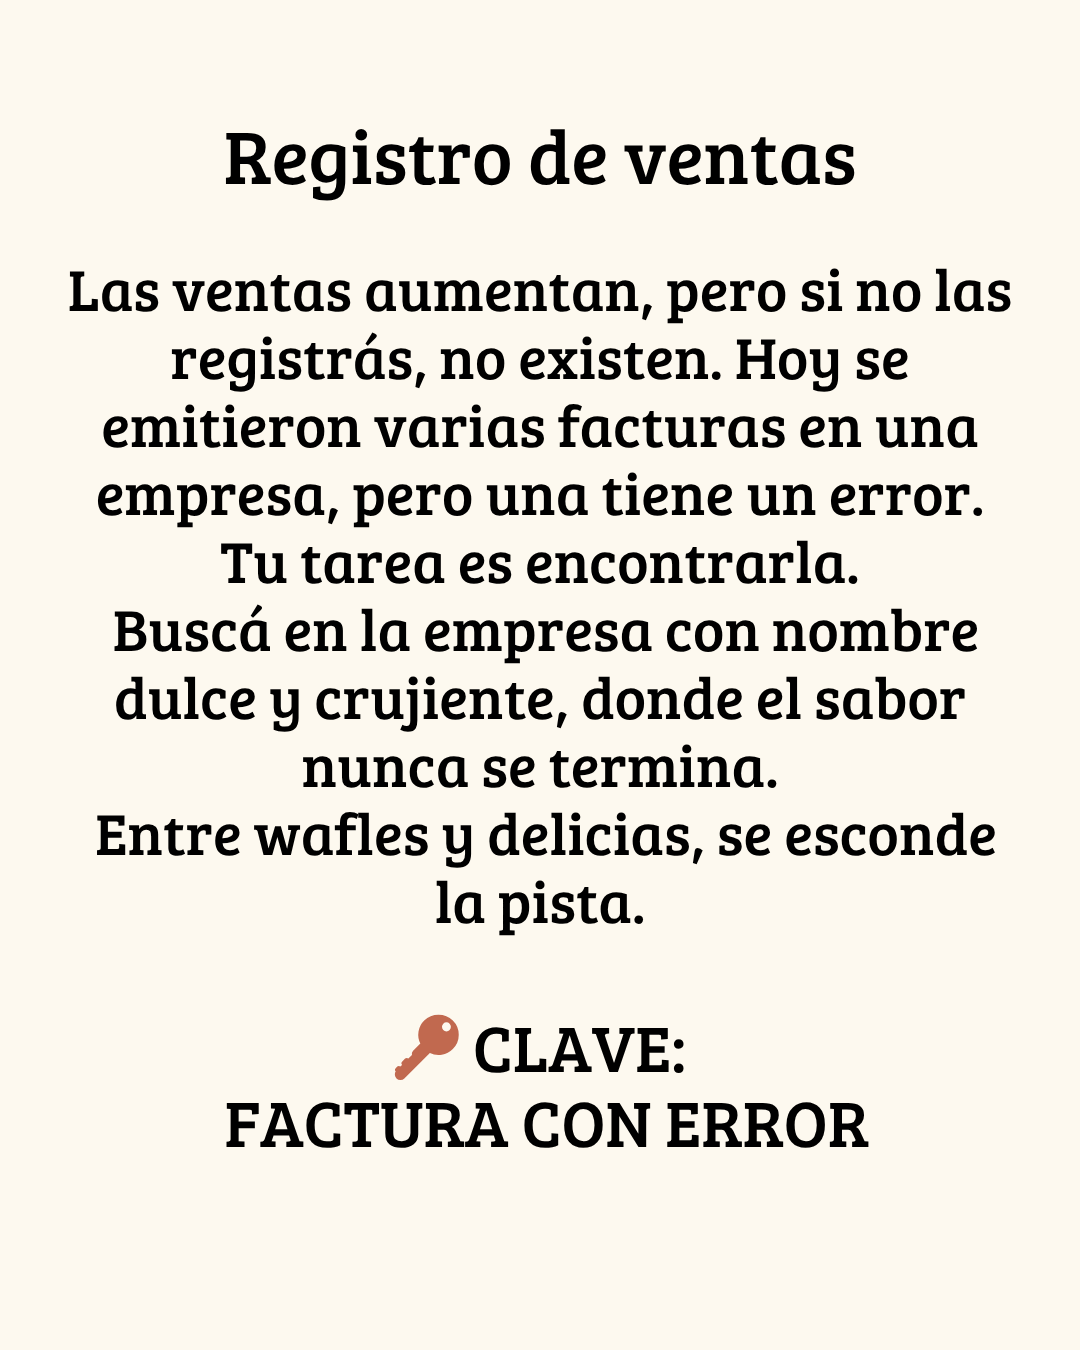 Registro de ventas
Las ventas aumentan, pero si no las
registrás, no existen. Hoy se
emitieron varias facturas en una
empresa, pero una tiene un error.
Tu tarea es encontrarla.
Buscá en la empresa con nombre
dulce y crujiente, donde el sabor
nunca se termina.
Entre wafles y delicias, se esconde
la pista.
CLAVE:
FACTURA CON ERROR